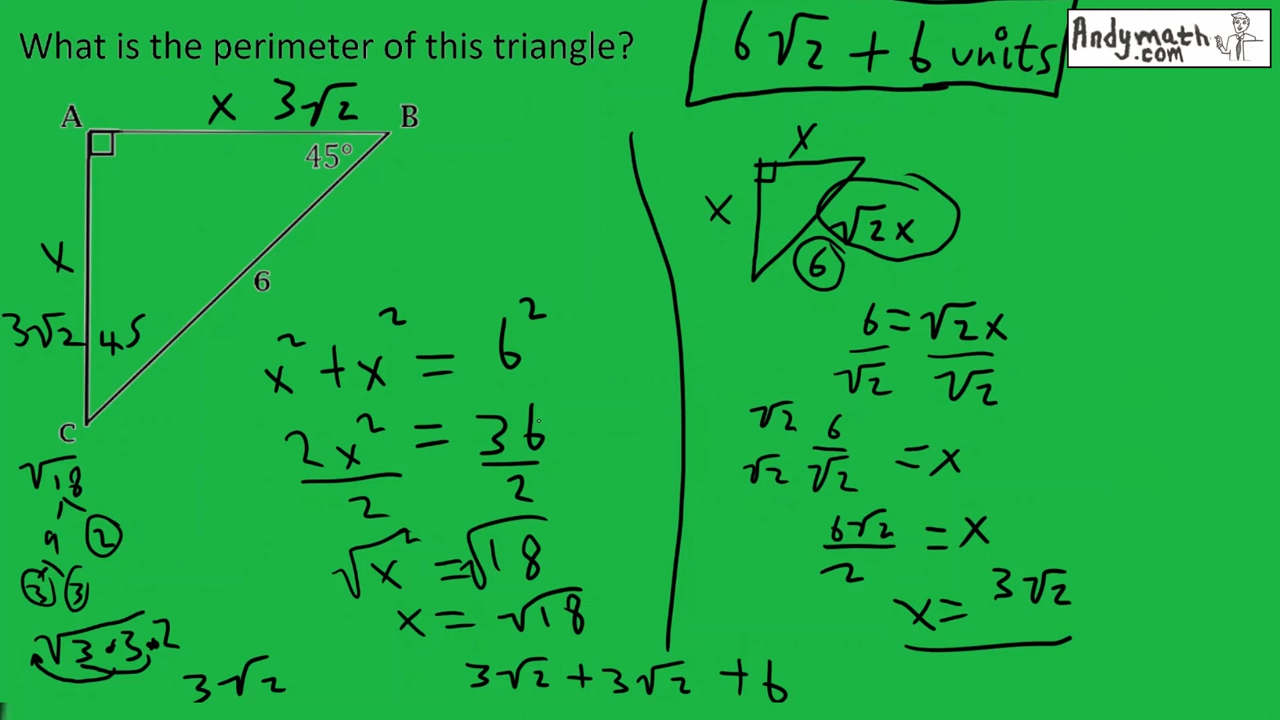 What is the perimeter of this triangle?
6√2 + 6 units
Andymath
.com
A
x 3√2
B
45°
x
6
3√2
45
C
x² + x² = 6²
2x² = 36
2 2
√x² = √18
x = √18
√18
9 2
3 3
√3·3·2
3√2
3√2 + 3√2 + 6
x
x
√2x
6
6 = √2x
√2 √2
√2 6 = x
√2 √2
6√2 = x
2
x = 3√2